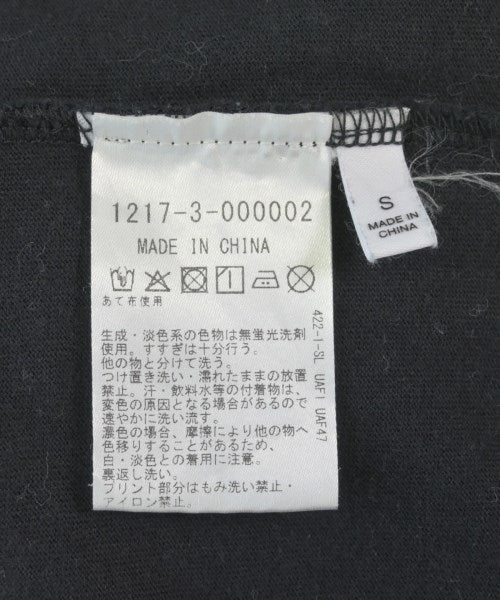 1217-3-000002
MADE IN CHINA
あて布使用
生成・淡色系の色物は無蛍光洗剤
使用。すすぎは十分行う。
他の物と分けて洗う。
つけ置き洗い・濡れたままの放置
禁止。汗・飲料水等の付着物は、
変色の原因となる場合があるので
速やかに洗い流す。
濃色の場合、摩擦により他の物へ
色移りすることがあるため、
白・淡色との着用に注意。
裏返し洗い。
プリント部分はもみ洗い禁止・
アイロン禁止。
422-1-SL UAF1 UAF47
S
MADE IN
CHINA